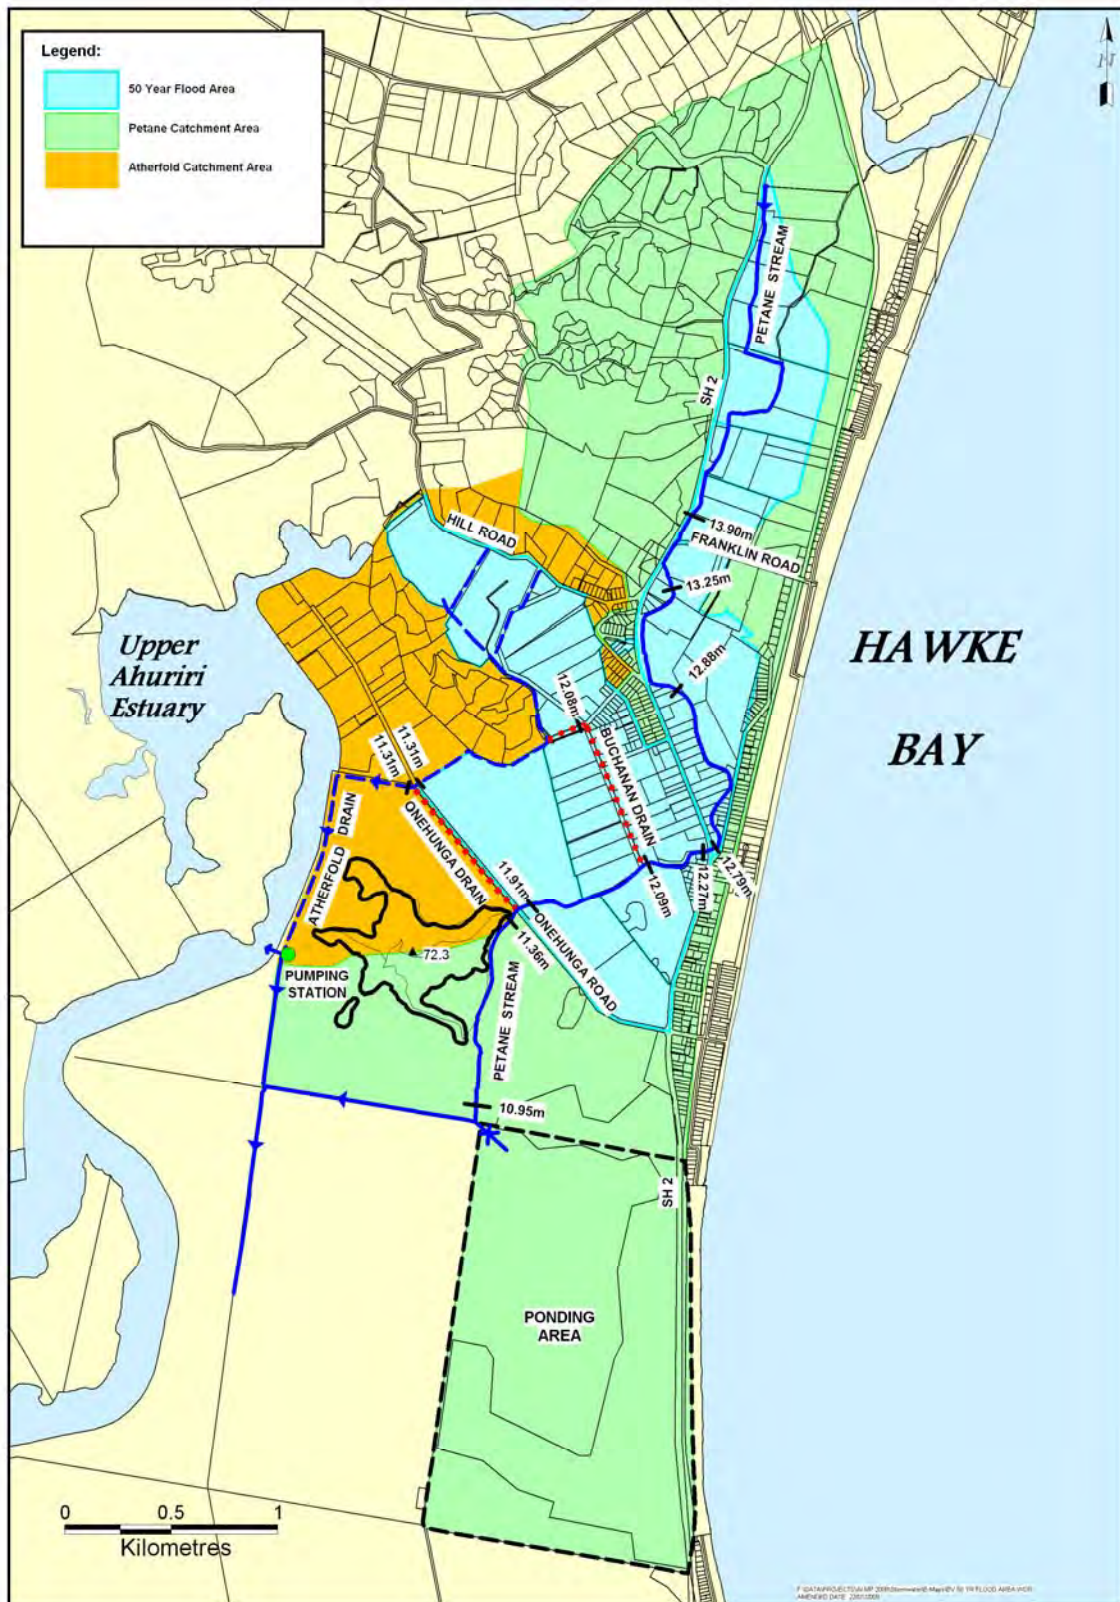 Legend:
50 Year Flood Area
Petane Catchment Area
Atherfold Catchment Area
N
PETANE STREAM
SH 2
13.90m
FRANKLIN ROAD
HILL ROAD
13.25m
HAWKE
BAY
Upper
Ahuriri
Estuary
12.88m
12.08m
BUCHANAN DRAIN
11.31m
11.31m
ATHERFOLD DRAIN
ONEHUNGA DRAIN
11.91m
12.09m
12.27m
12.79m
ONEHUNGA ROAD
11.36m
72.3
PUMPING
STATION
PETANE STREAM
10.95m
SH 2
PONDING
AREA
0 0.5 1
Kilometres